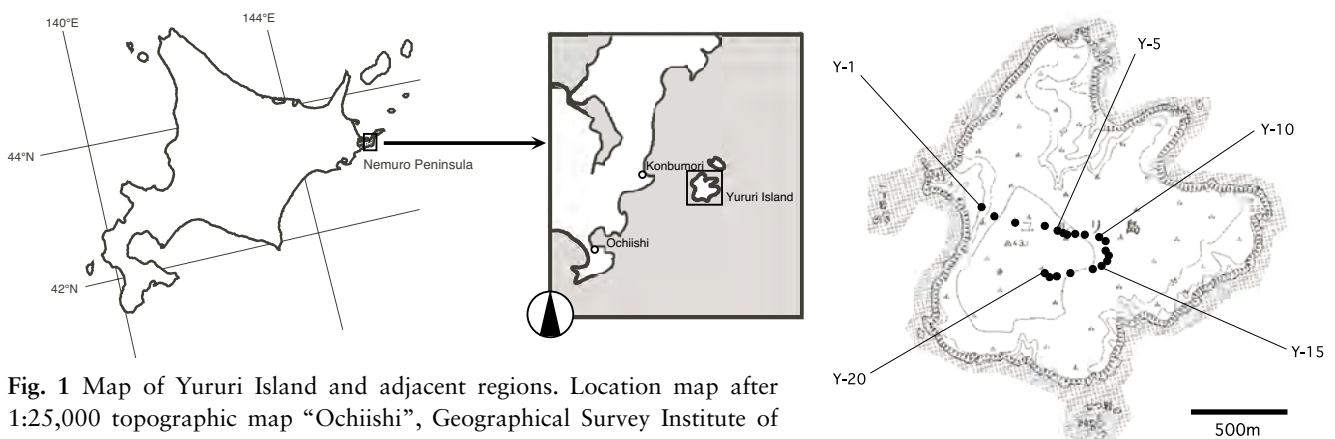 140°E
144°E
44°N
42°N
Nemuro Peninsula
Konbumori
Yururi Island
Ochiishi
Y-1
Y-5
Y-10
Y-15
Y-20
500m
Fig. 1 Map of Yururi Island and adjacent regions. Location map after
1:25,000 topographic map “Ochiishi”, Geographical Survey Institute of